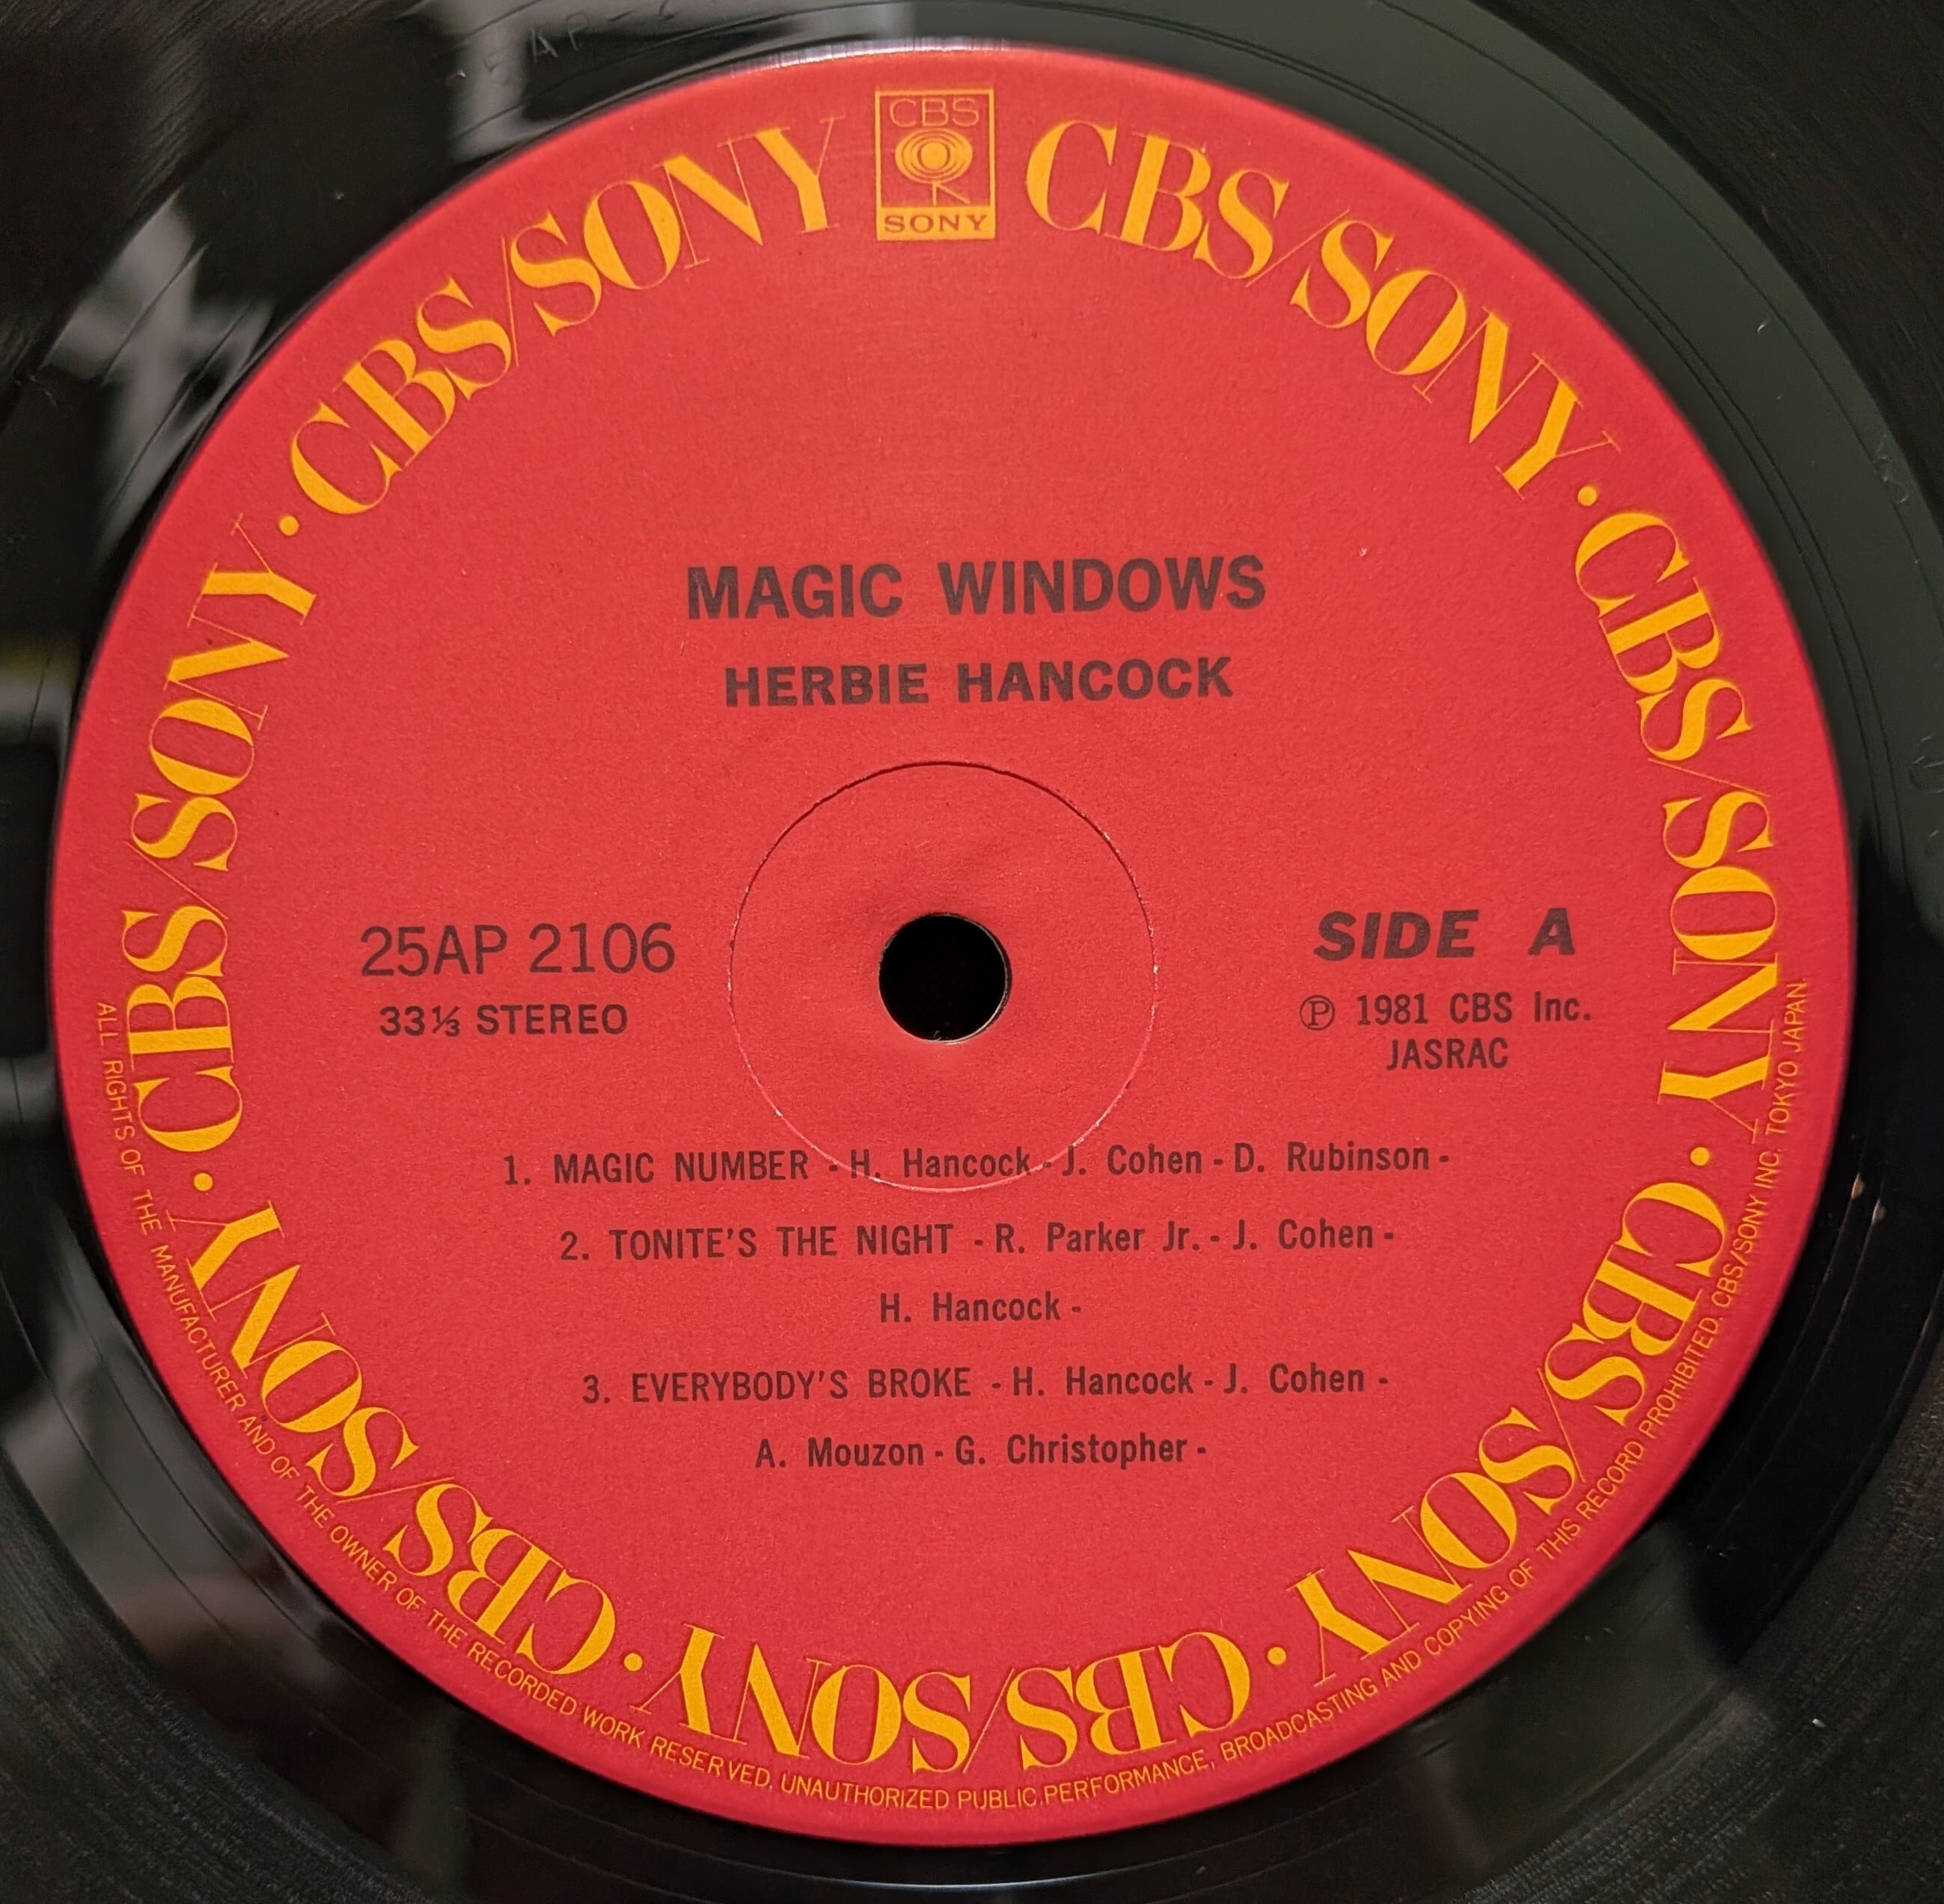 CBS
SONY
CBS/SONY · CBS/SONY · CBS/SONY · CBS/SONY · CBS/SONY · CBS/SONY · CBS/SONY
MAGIC WINDOWS
HERBIE HANCOCK
25AP 2106
33⅓ STEREO
SIDE A
Ⓟ 1981 CBS Inc.
JASRAC
1. MAGIC NUMBER - H. Hancock - J. Cohen - D. Rubinson -
2. TONITE'S THE NIGHT - R. Parker Jr. - J. Cohen -
H. Hancock -
3. EVERYBODY'S BROKE - H. Hancock - J. Cohen -
A. Mouzon - G. Christopher -
ALL RIGHTS OF THE MANUFACTURER AND OF THE OWNER OF THE RECORDED WORK RESERVED. UNAUTHORIZED PUBLIC.PERFORMANCE, BROADCASTING AND COPYING OF THIS RECORD PROHIBITED. CBS/SONY INC. TOKYO JAPAN